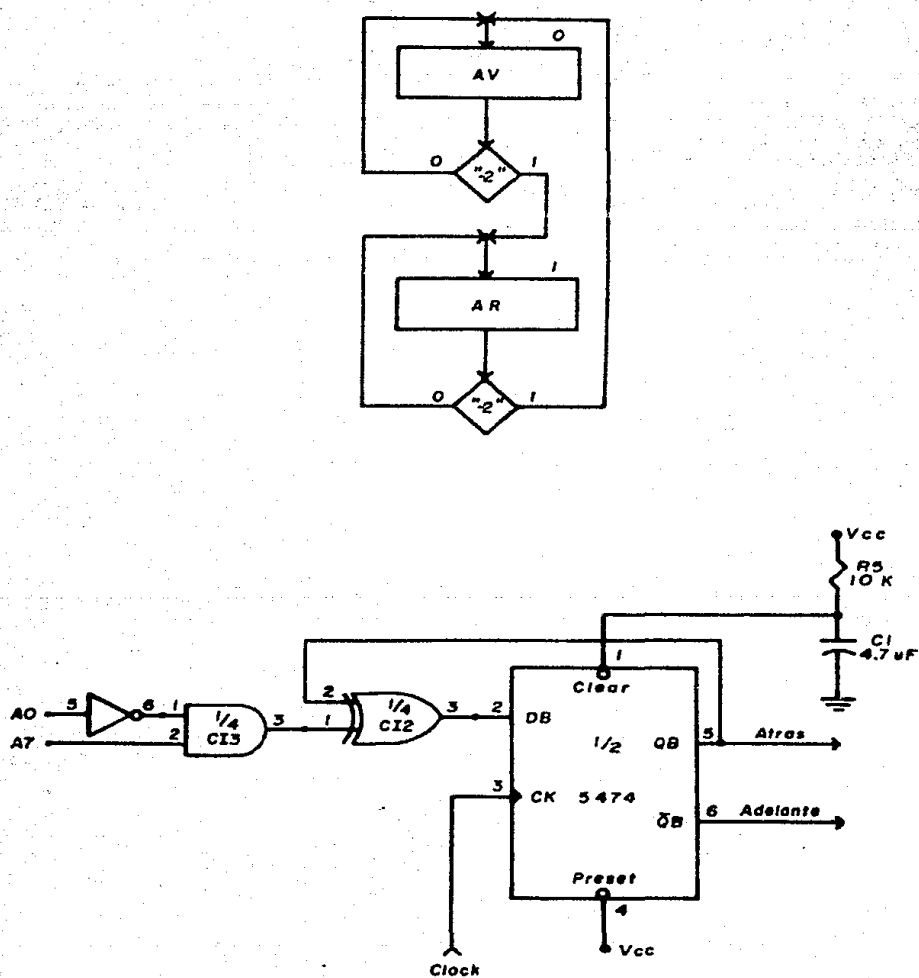 0
AV
0
"-2"
1
1
AR
0
"-2"
1
Vcc
R5
10 K
C1
4.7 uF
1
Clear
A0
5
6
1
1/4
CI3
3
A7
2
2
1
1/4
CI2
3
2
DB
1/2
QB
5
Atras
3
CK
5474
Q̅B
6
Adelante
Preset
4
Vcc
Clock